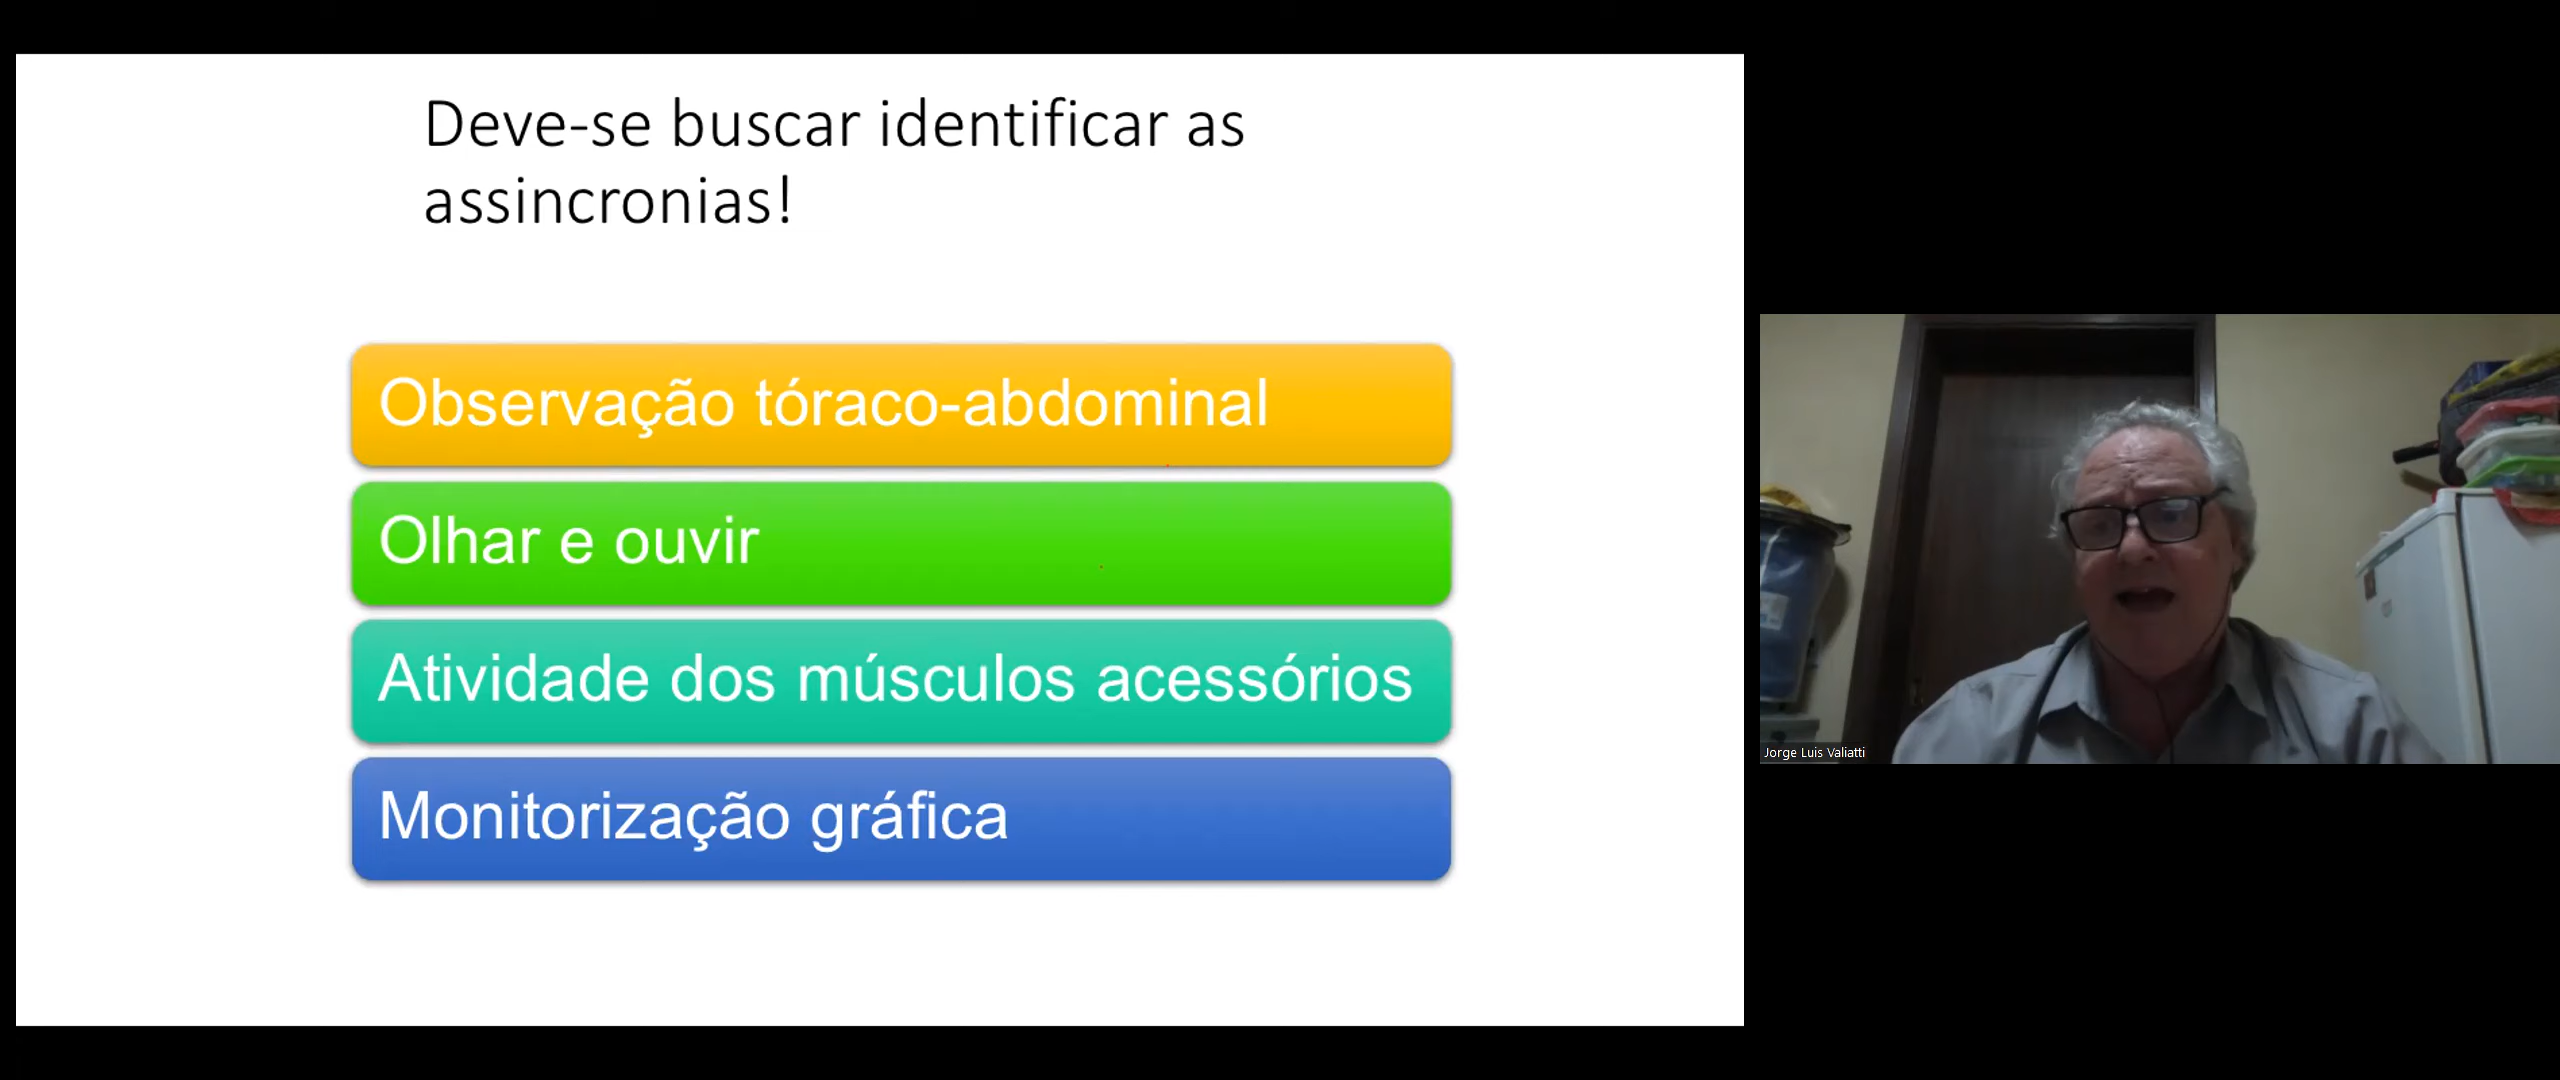 Deve-se buscar identificar as
assincronias!
Observação tóraco-abdominal
Olhar e ouvir
Atividade dos músculos acessórios
Monitorização gráfica
Jorge Luis Valiatti